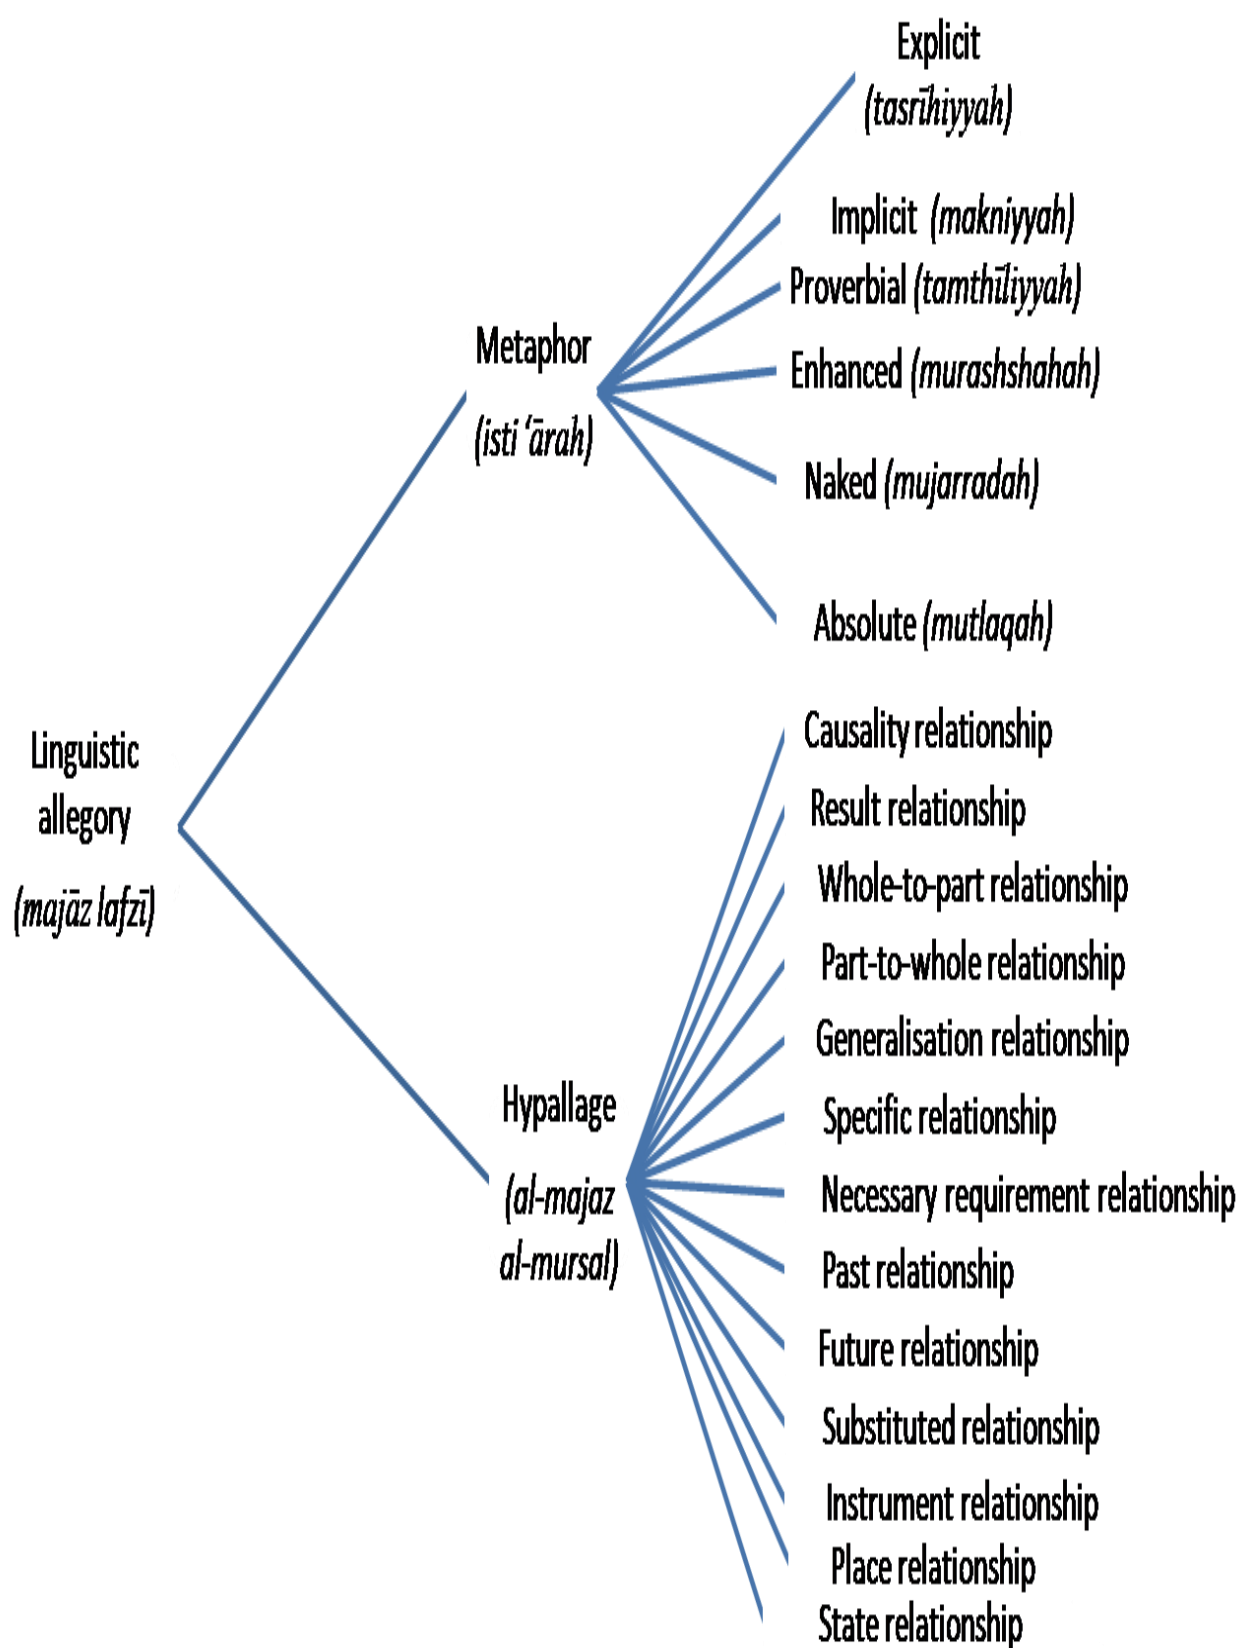 Explicit
(tasrīhiyyah)
Implicit (makniyyah)
Proverbial (tamthīliyyah)
Metaphor
Enhanced (murashshahah)
(isti ‘ārah)
Naked (mujarradah)
Absolute (mutlaqah)
Linguistic
allegory
(majāz lafzī)
Causality relationship
Result relationship
Whole-to-part relationship
Part-to-whole relationship
Generalisation relationship
Hypallage
(al-majaz
al-mursal)
Specific relationship
Necessary requirement relationship
Past relationship
Future relationship
Substituted relationship
Instrument relationship
Place relationship
State relationship